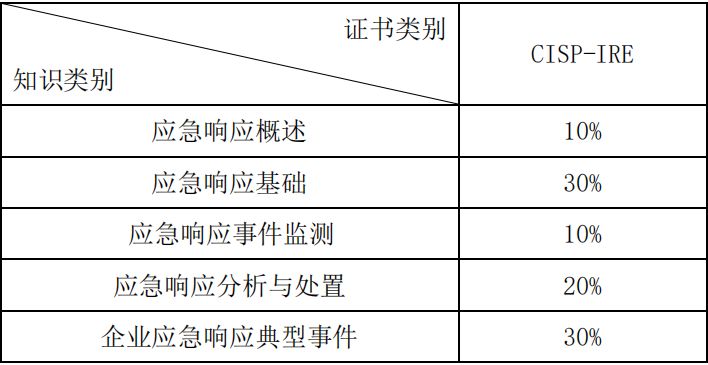 证书类别
知识类别
CISP-IRE
应急响应概述 10%
应急响应基础 30%
应急响应事件监测 10%
应急响应分析与处置 20%
企业应急响应典型事件 30%